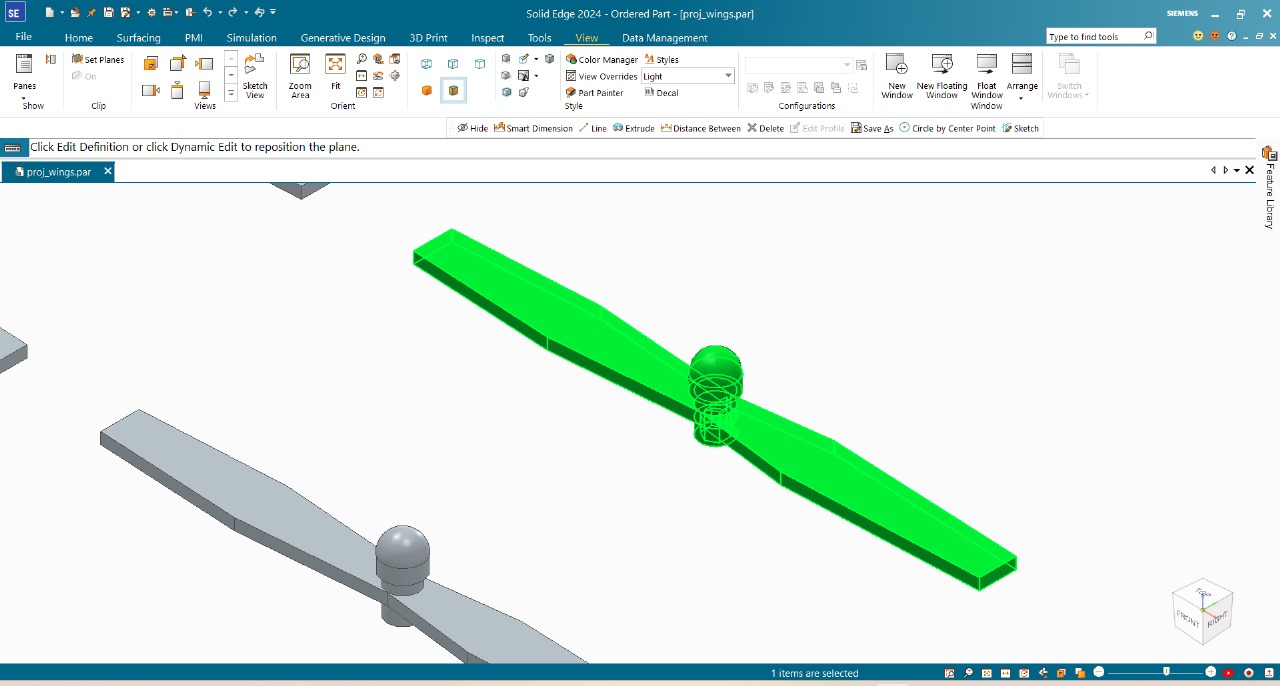 SE
Solid Edge 2024 - Ordered Part - [proj_wings.par]
SIEMENS
File Home Surfacing PMI Simulation Generative Design 3D Print Inspect Tools View Data Management
Type to find tools
Panes
Show
Set Planes
On
Clip
Views
Sketch View
Zoom Area
Fit
Orient
Color Manager Styles
View Overrides Light
Part Painter Decal
Style
Configurations
New Window
New Floating Window
Float Window
Arrange
Window
Switch Windows
Hide Smart Dimension Line Extrude Distance Between Delete Edit Profile Save As Circle by Center Point Sketch
Click Edit Definition or click Dynamic Edit to reposition the plane.
proj_wings.par
Feature Library
TOP
FRONT
RIGHT
1 items are selected